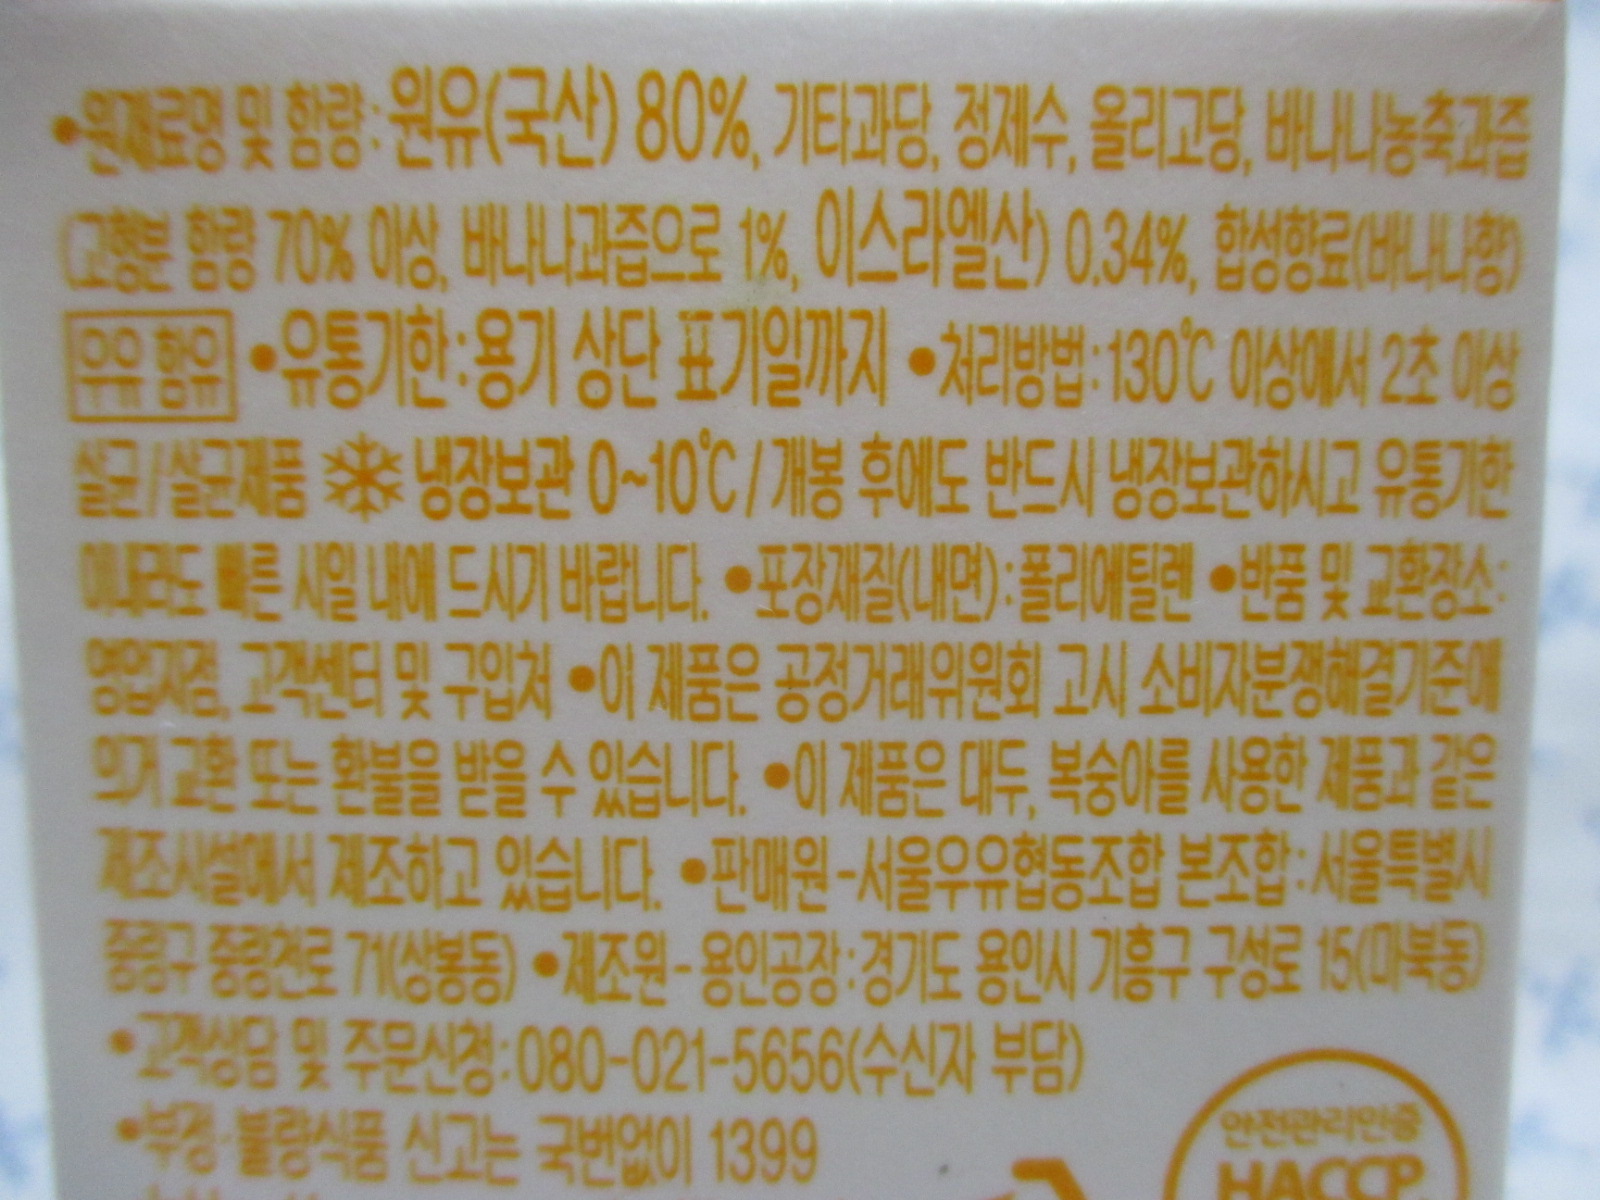 •원재료명 및 함량:원유(국산) 80%, 기타과당, 정제수, 올리고당, 바나나농축과즙
(고형분 함량 70% 이상, 바나나과즙으로 1%, 이스라엘산) 0.34%, 합성향료(바나나향)
우유 함유 •유통기한:용기 상단 표기일까지 •처리방법:130℃ 이상에서 2초 이상
살균/살균제품 냉장보관 0~10℃/개봉 후에도 반드시 냉장보관하시고 유통기한
이내라도 빠른 시일 내에 드시기 바랍니다. •포장재질(내면):폴리에틸렌 •반품 및 교환장소:
영업지점, 고객센터 및 구입처 •이 제품은 공정거래위원회 고시 소비자분쟁해결기준에
의거 교환 또는 환불을 받을 수 있습니다. •이 제품은 대두, 복숭아를 사용한 제품과 같은
제조시설에서 제조하고 있습니다. •판매원-서울우유협동조합 본조합:서울특별시
중랑구 중랑천로 71(상봉동) •제조원-용인공장:경기도 용인시 기흥구 구성로 15(마북동)
•고객상담 및 주문신청:080-021-5656(수신자 부담)
•부정·불량식품 신고는 국번없이 1399
안전관리인증
HACCP